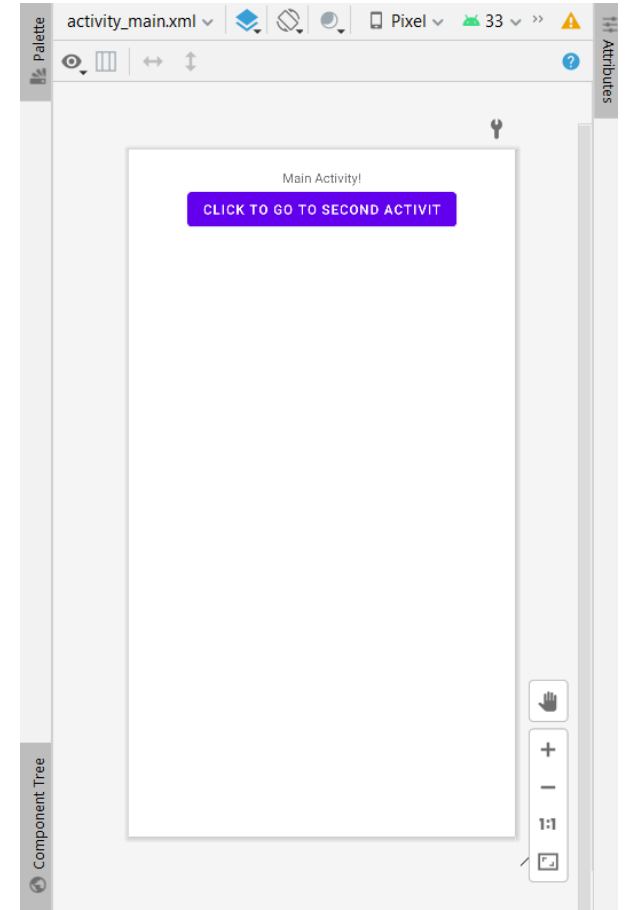 Palette
activity_main.xml
Pixel
33
Attributes
Main Activity!
CLICK TO GO TO SECOND ACTIVIT
1:1
Component Tree